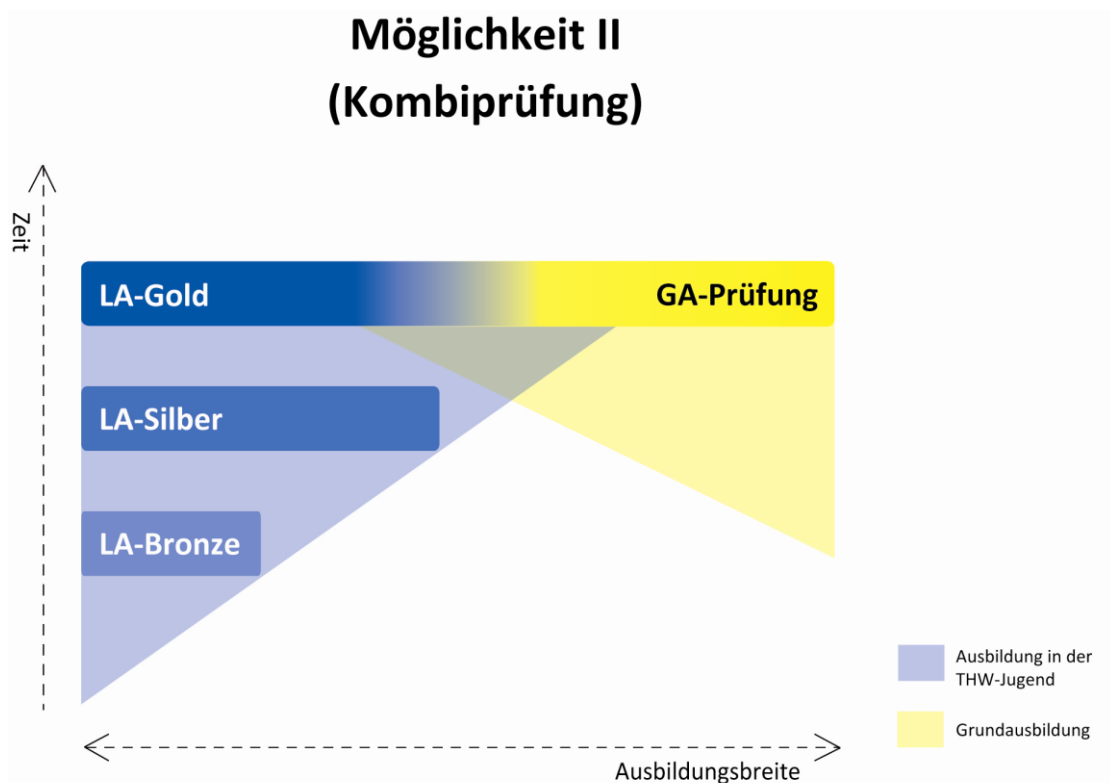 Möglichkeit II
(Kombiprüfung)
Zeit
LA-Gold
GA-Prüfung
LA-Silber
LA-Bronze
Ausbildung in der
THW-Jugend
Grundausbildung
Ausbildungsbreite